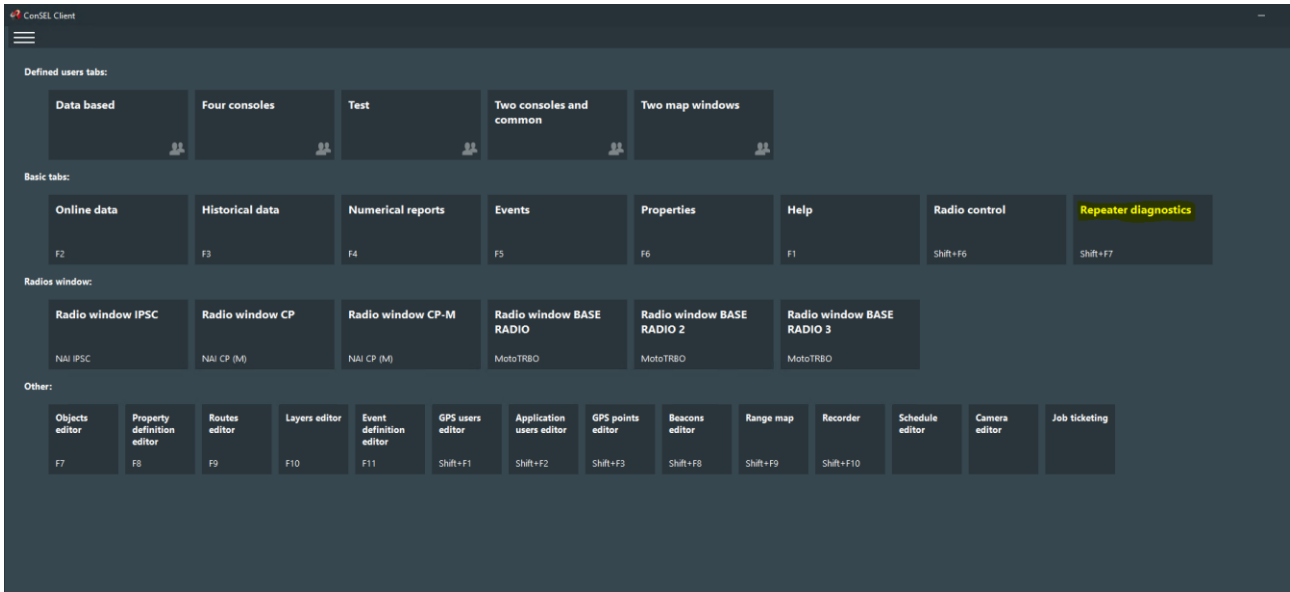 ConSEL Client
Defined users tabs:
Data based
Four consoles
Test
Two consoles and
common
Two map windows
Basic tabs:
Online data
F2
Historical data
F3
Numerical reports
F4
Events
F5
Properties
F6
Help
F1
Radio control
Shift+F6
Repeater diagnostics
Shift+F7
Radios window:
Radio window IPSC
NAI IPSC
Radio window CP
NAI CP (M)
Radio window CP-M
NAI CP (M)
Radio window BASE
RADIO
MotoTRBO
Radio window BASE
RADIO 2
MotoTRBO
Radio window BASE
RADIO 3
MotoTRBO
Other:
Objects
editor
F7
Property
definition
editor
F8
Routes
editor
F9
Layers editor
F10
Event
definition
editor
F11
GPS users
editor
Shift+F1
Application
users editor
Shift+F2
GPS points
editor
Shift+F3
Beacons
editor
Shift+F8
Range map
Shift+F9
Recorder
Shift+F10
Schedule
editor
Camera
editor
Job ticketing